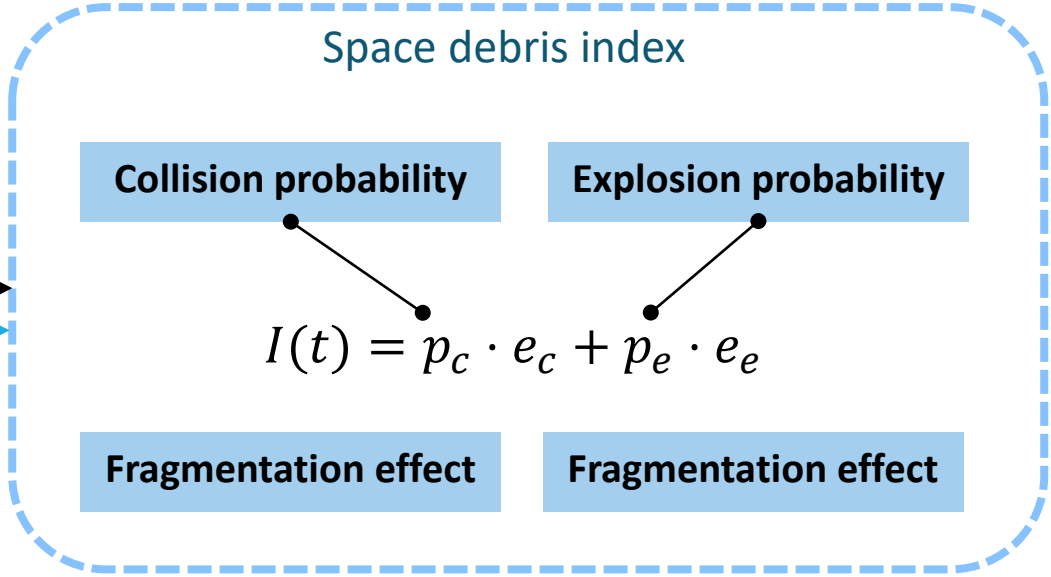 Space debris index
Collision probability
Explosion probability
I(t) = p_c · e_c + p_e · e_e
Fragmentation effect
Fragmentation effect